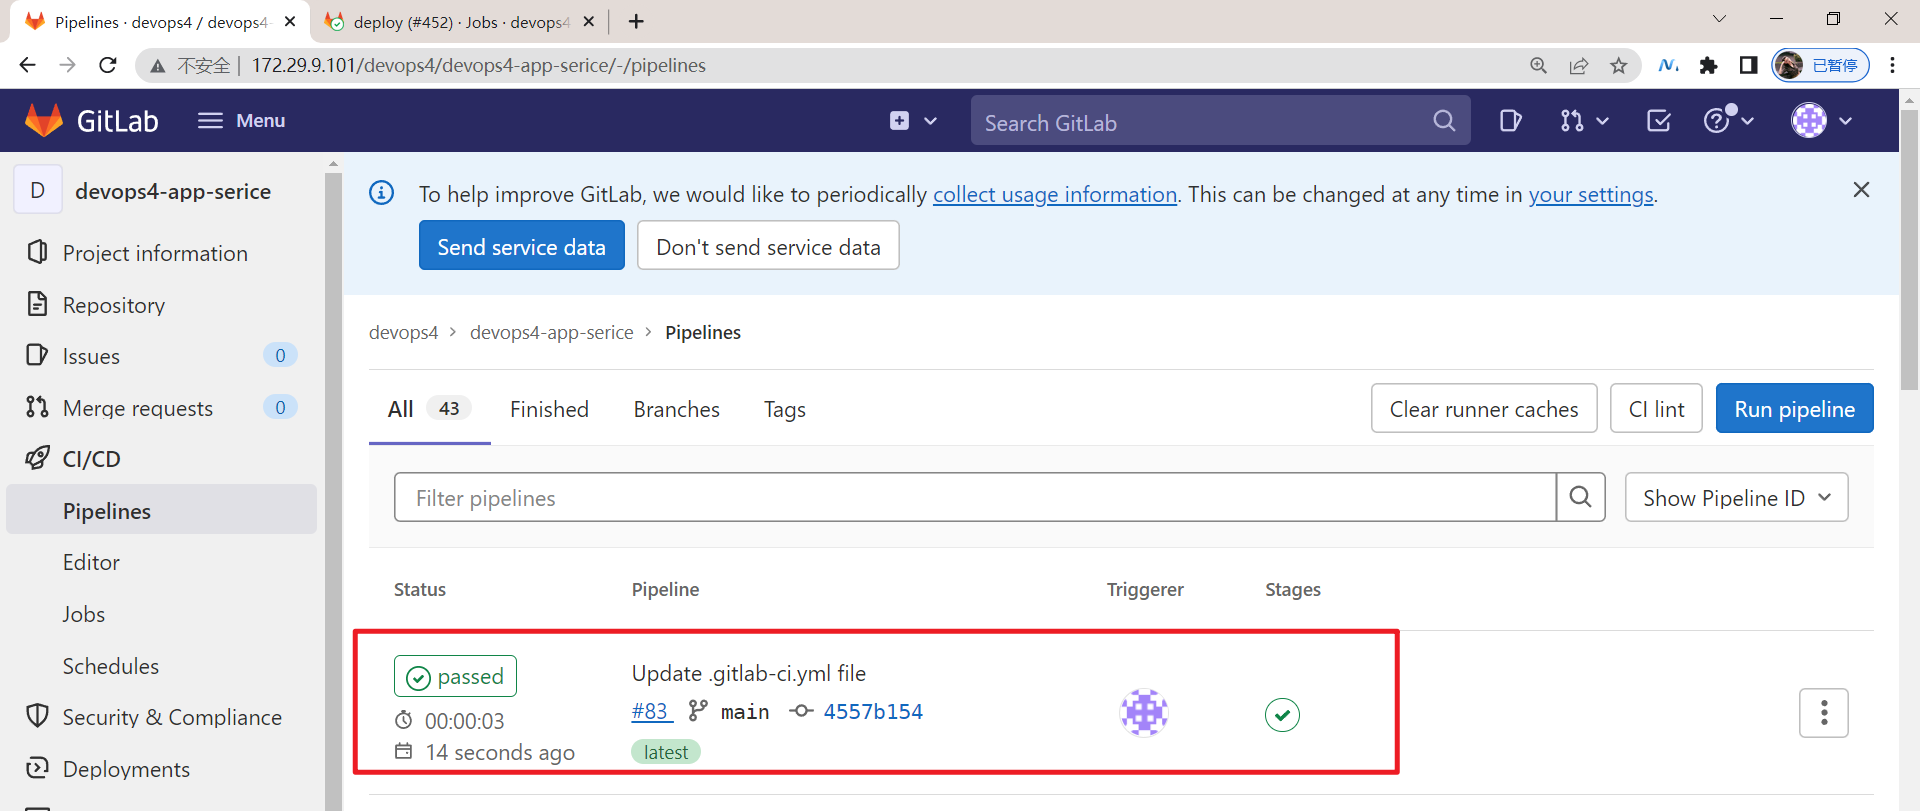 Pipelines · devops4 / devops4-
deploy (#452) · Jobs · devops4
不安全 | 172.29.9.101/devops4/devops4-app-serice/-/pipelines
已暂停
GitLab Menu
Search GitLab
D devops4-app-serice
Project information
Repository
Issues 0
Merge requests 0
CI/CD
Pipelines
Editor
Jobs
Schedules
Security & Compliance
Deployments
To help improve GitLab, we would like to periodically collect usage information. This can be changed at any time in your settings.
Send service data Don't send service data
devops4 > devops4-app-serice > Pipelines
All 43 Finished Branches Tags
Clear runner caches CI lint Run pipeline
Filter pipelines
Show Pipeline ID
Status Pipeline Triggerer Stages
passed
00:00:03
14 seconds ago
Update .gitlab-ci.yml file
#83 main 4557b154
latest